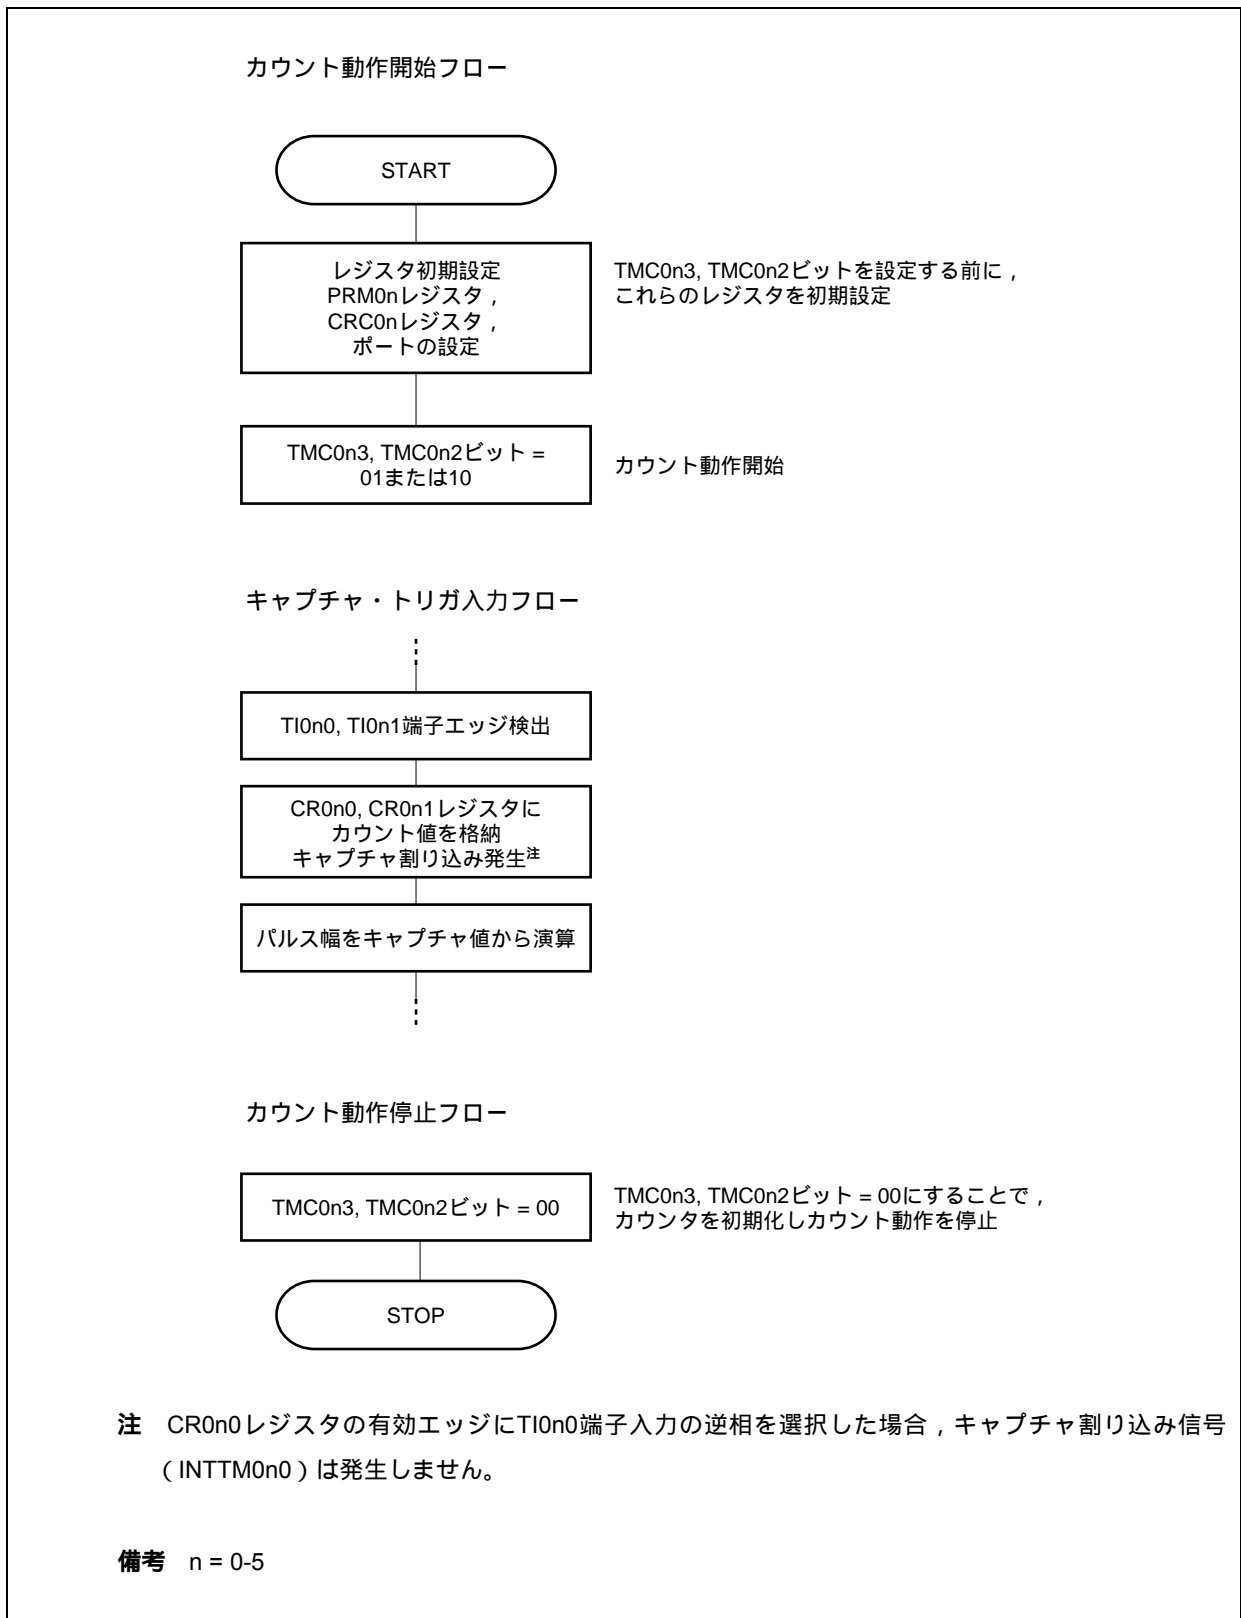 カウント動作開始フロー
START
レジスタ初期設定
PRM0nレジスタ，
CRC0nレジスタ，
ポートの設定
TMC0n3, TMC0n2ビットを設定する前に，
これらのレジスタを初期設定
TMC0n3, TMC0n2ビット =
01または10
カウント動作開始
キャプチャ・トリガ入力フロー
TI0n0, TI0n1端子エッジ検出
CR0n0, CR0n1レジスタに
カウント値を格納
キャプチャ割り込み発生注
パルス幅をキャプチャ値から演算
カウント動作停止フロー
TMC0n3, TMC0n2ビット = 00
TMC0n3, TMC0n2ビット = 00にすることで，
カウンタを初期化しカウント動作を停止
STOP
注　CR0n0レジスタの有効エッジにTI0n0端子入力の逆相を選択した場合，キャプチャ割り込み信号
（INTTM0n0）は発生しません。
備考　n = 0-5